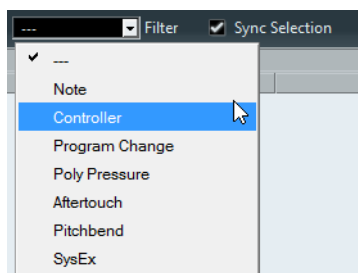 --- Filter Sync Selection
---
Note
Controller
Program Change
Poly Pressure
Aftertouch
Pitchbend
SysEx